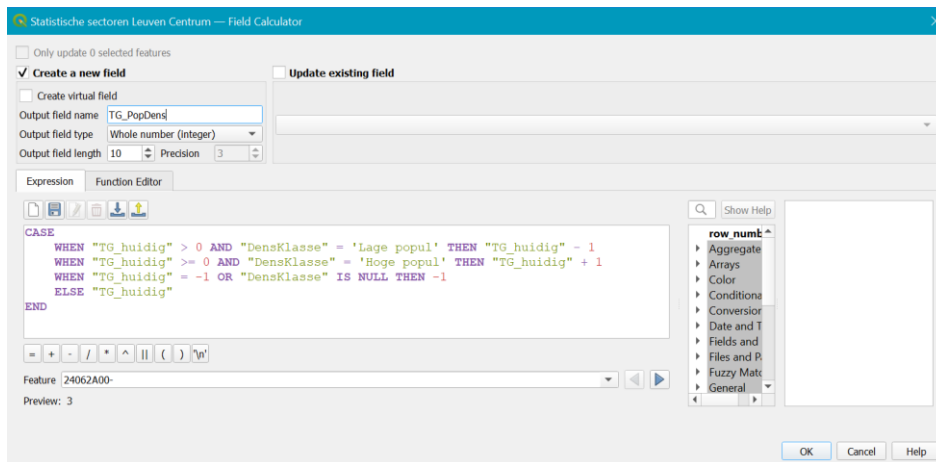 Statistische sectoren Leuven Centrum — Field Calculator
Only update 0 selected features
Create a new field
Update existing field
Create virtual field
Output field name TG_PopDens
Output field type Whole number (integer)
Output field length 10 Precision 3
Expression Function Editor
Show Help
CASE
WHEN "TG_huidig" > 0 AND "DensKlasse" = 'Lage popul' THEN "TG_huidig" - 1
WHEN "TG_huidig" >= 0 AND "DensKlasse" = 'Hoge popul' THEN "TG_huidig" + 1
WHEN "TG_huidig" = -1 OR "DensKlasse" IS NULL THEN -1
ELSE "TG_huidig"
END
row_numb
Aggregate
Arrays
Color
Conditiona
Conversion
Date and T
Fields and
Files and Pa
Fuzzy Matc
General
= + - / * ^ || ( ) '\n'
Feature 24062A00-
Preview: 3
OK Cancel Help